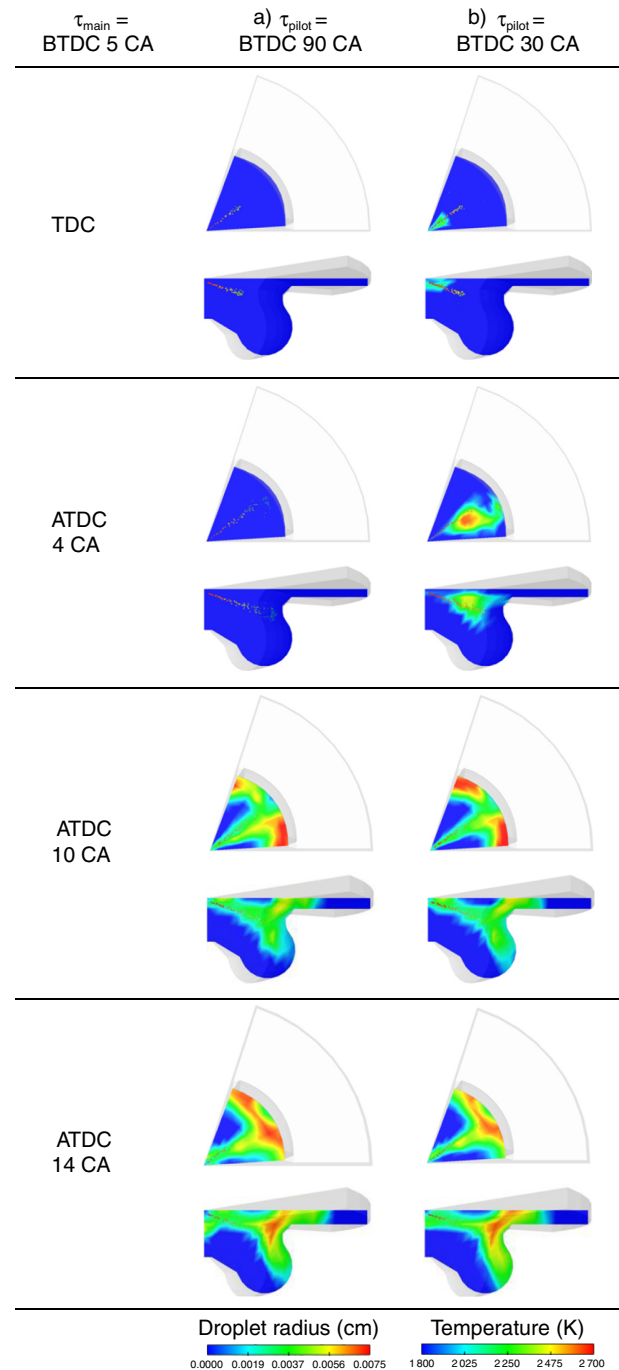 τmain =
BTDC 5 CA
a) τpilot =
BTDC 90 CA
b) τpilot =
BTDC 30 CA
TDC
ATDC
4 CA
ATDC
10 CA
ATDC
14 CA
Droplet radius (cm)
0.0000 0.0019 0.0037 0.0056 0.0075
Temperature (K)
1 800 2 025 2 250 2 475 2 700